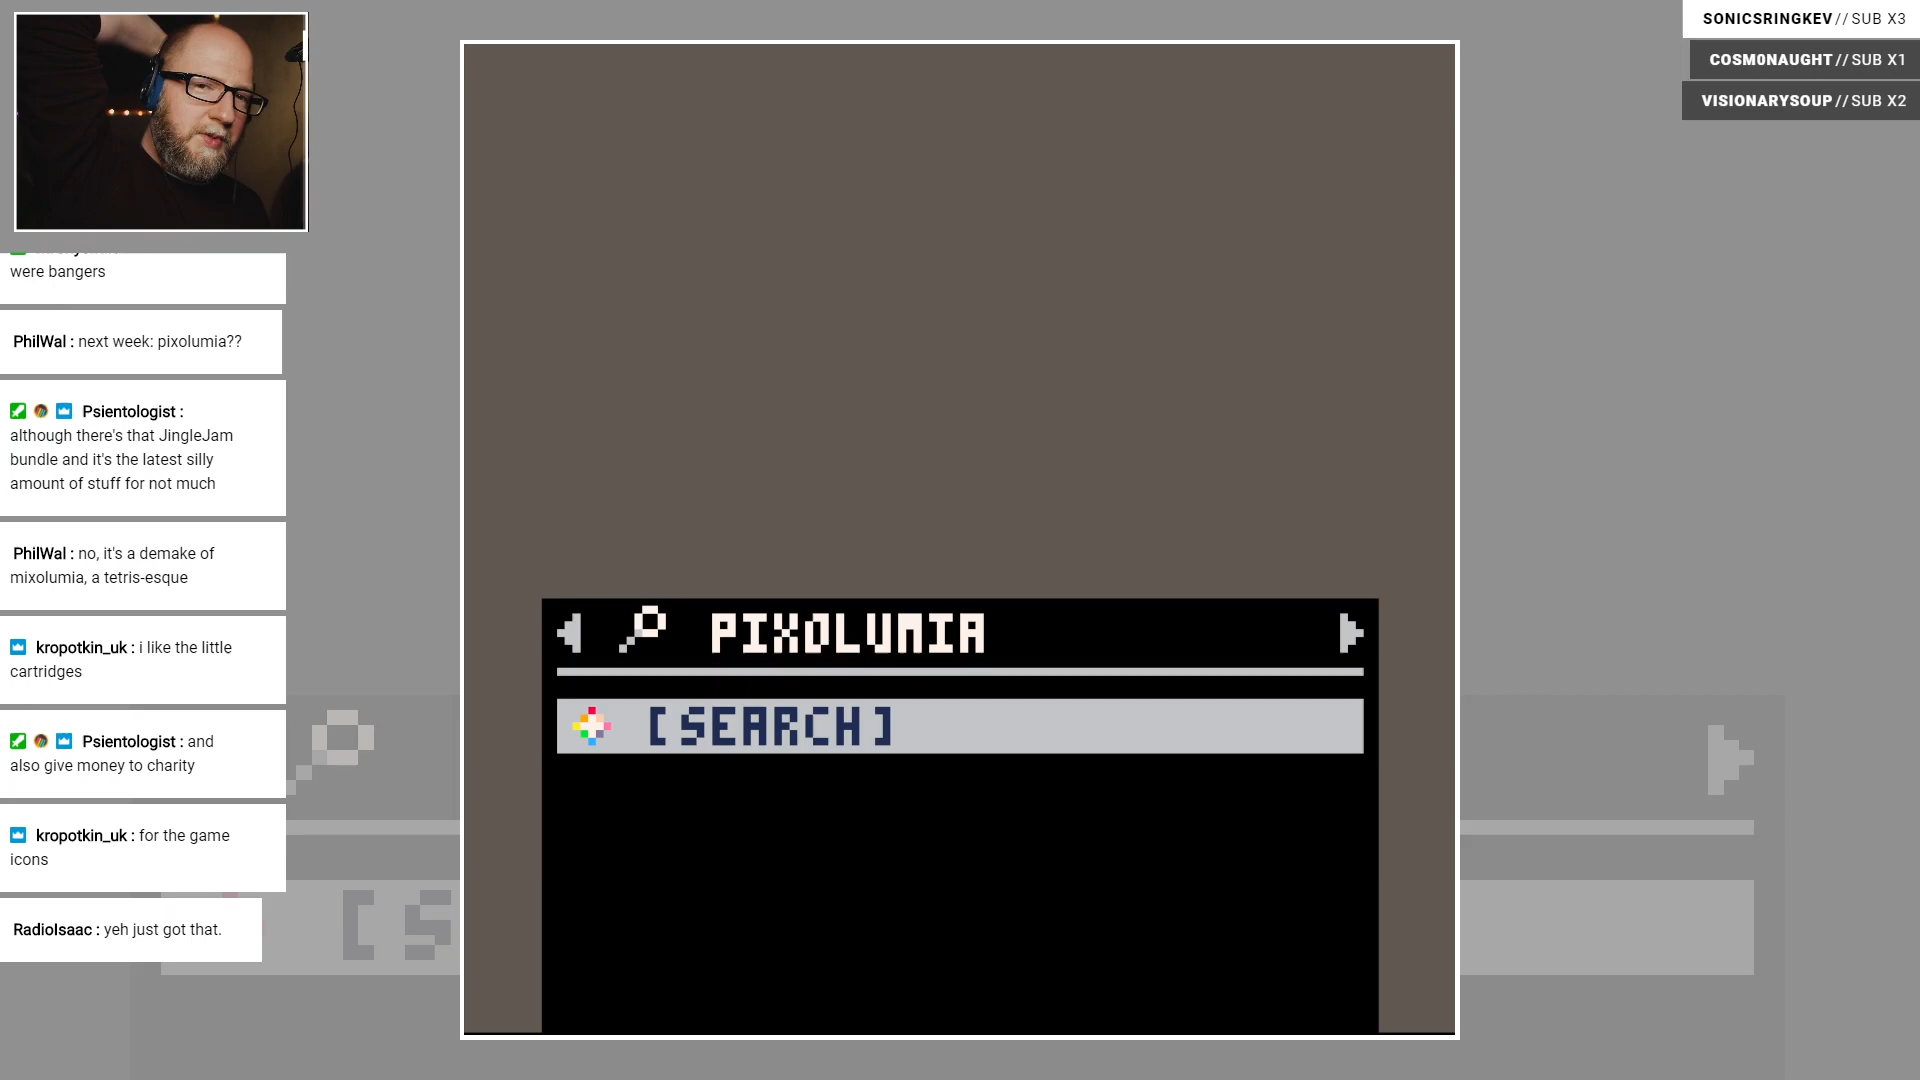 SONICSRINGKEV // SUB X3
COSM0NAUGHT // SUB X1
VISIONARYSOUP // SUB X2
were bangers
PhilWal : next week: pixolumia??
Psientologist :
although there's that JingleJam
bundle and it's the latest silly
amount of stuff for not much
PhilWal : no, it's a demake of
mixolumia, a tetris-esque
kropotkin_uk : i like the little
cartridges
Psientologist : and
also give money to charity
kropotkin_uk : for the game
icons
RadioIsaac : yeh just got that.
PIXOLUMIA
[SEARCH]
[S